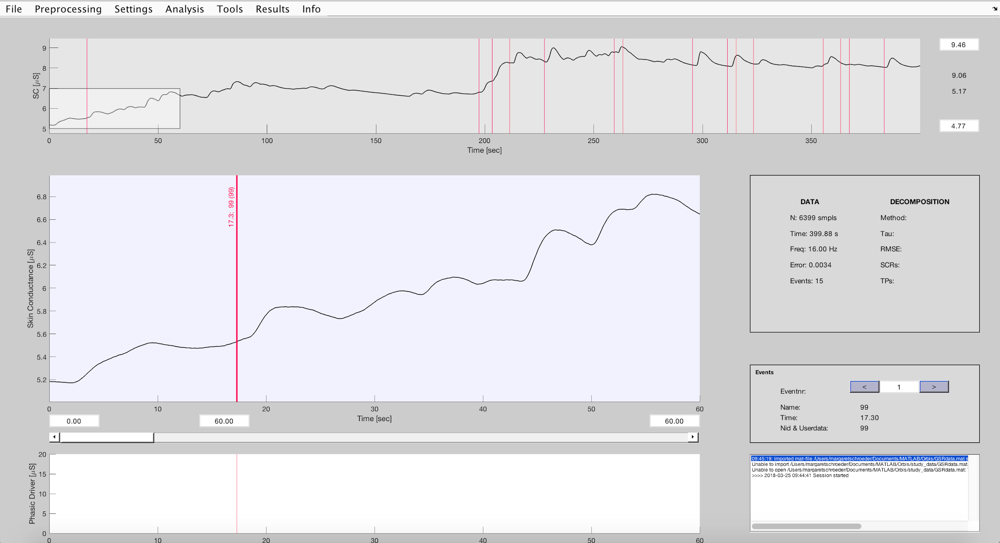 File Preprocessing Settings Analysis Tools Results Info
9
8
7
6
5
SC [μS]
0 50 100 150 200 250 300 350
Time [sec]
9.46
9.06
5.17
4.77
17.3: 99 (99)
6.8
6.6
6.4
6.2
6
5.8
5.6
5.4
5.2
Skin Conductance [μS]
0 10 20 30 40 50 60
Time [sec]
0.00 60.00 60.00
DATA DECOMPOSITION
N: 6399 smpls Method:
Time: 399.88 s Tau:
Freq: 16.00 Hz RMSE:
Error: 0.0034 SCRs:
Events: 15 TPs:
Events
Eventnr: < 1 >
Name: 99
Time: 17.30
Nid & Userdata: 99
20
15
10
5
0
Phasic Driver [μS]
0 10 20 30 40 50 60
09:45:19: Imported mat-file /Users/margaretschroeder/Documents/MATLAB/Orbis/GSRdata.mat s
Unable to import /Users/margaretschroeder/Documents/MATLAB/Orbis/study_data/GSRdata.mat.
Unable to open /Users/margaretschroeder/Documents/MATLAB/Orbis/study_data/GSRdata.mat:
>>>> 2018-03-25 09:44:41 Session started